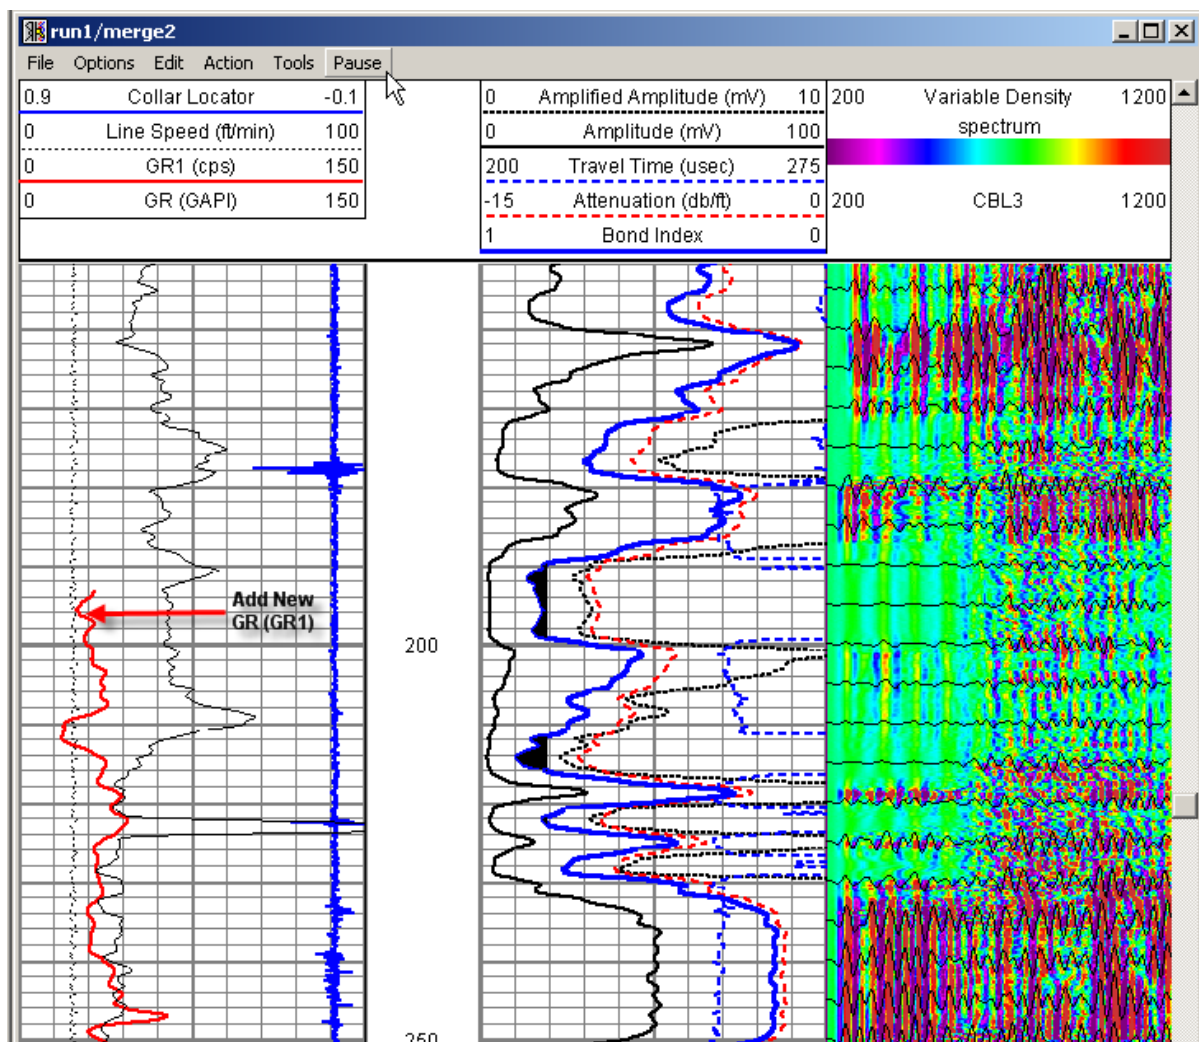 run1/merge2
File Options Edit Action Tools Pause
0.9 Collar Locator -0.1
0 Line Speed (ft/min) 100
0 GR1 (cps) 150
0 GR (GAPI) 150
0 Amplified Amplitude (mV) 10
0 Amplitude (mV) 100
200 Travel Time (usec) 275
-15 Attenuation (db/ft) 0
1 Bond Index 0
200 Variable Density 1200
spectrum
200 CBL3 1200
Add New
GR (GR1)
200
250